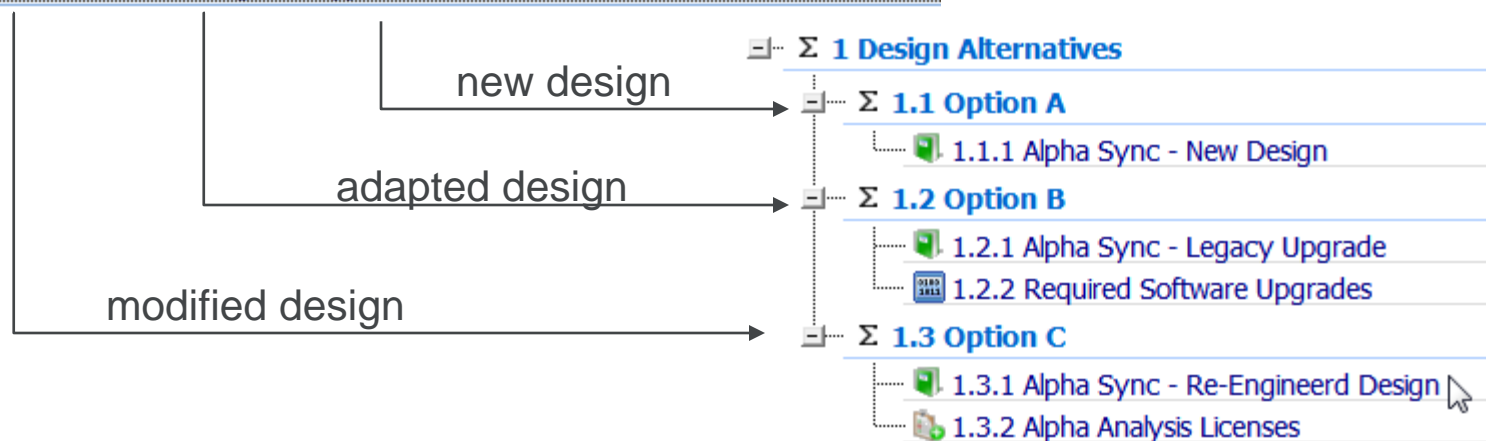 Σ 1 Design Alternatives
new design
Σ 1.1 Option A
1.1.1 Alpha Sync - New Design
adapted design
Σ 1.2 Option B
1.2.1 Alpha Sync - Legacy Upgrade
1.2.2 Required Software Upgrades
modified design
Σ 1.3 Option C
1.3.1 Alpha Sync - Re-Engineerd Design
1.3.2 Alpha Analysis Licenses